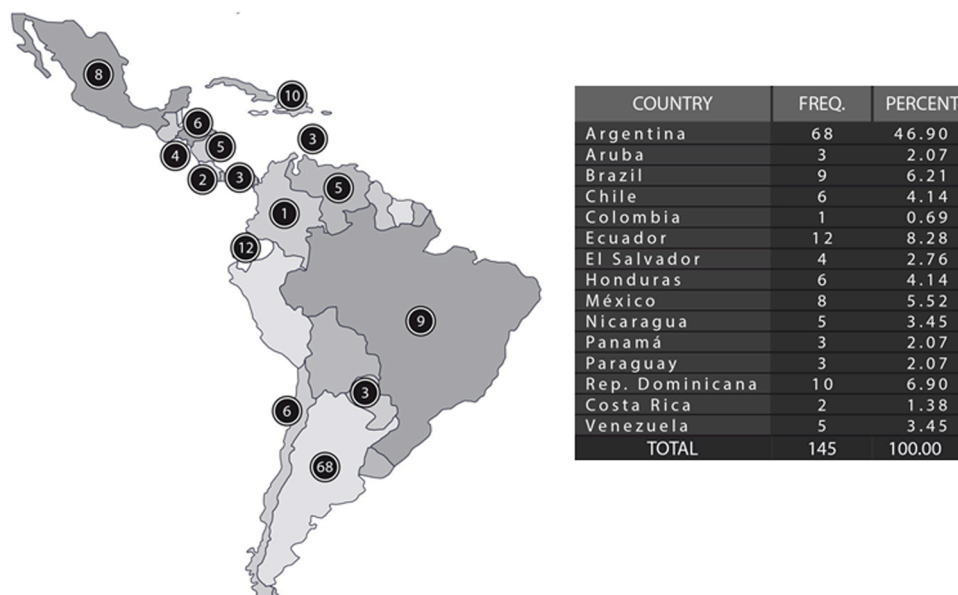 8
10
6
5
3
4
2
3
5
1
12
9
3
6
68
COUNTRY FREQ. PERCENT
Argentina 68 46.90
Aruba 3 2.07
Brazil 9 6.21
Chile 6 4.14
Colombia 1 0.69
Ecuador 12 8.28
El Salvador 4 2.76
Honduras 6 4.14
México 8 5.52
Nicaragua 5 3.45
Panamá 3 2.07
Paraguay 3 2.07
Rep. Dominicana 10 6.90
Costa Rica 2 1.38
Venezuela 5 3.45
TOTAL 145 100.00